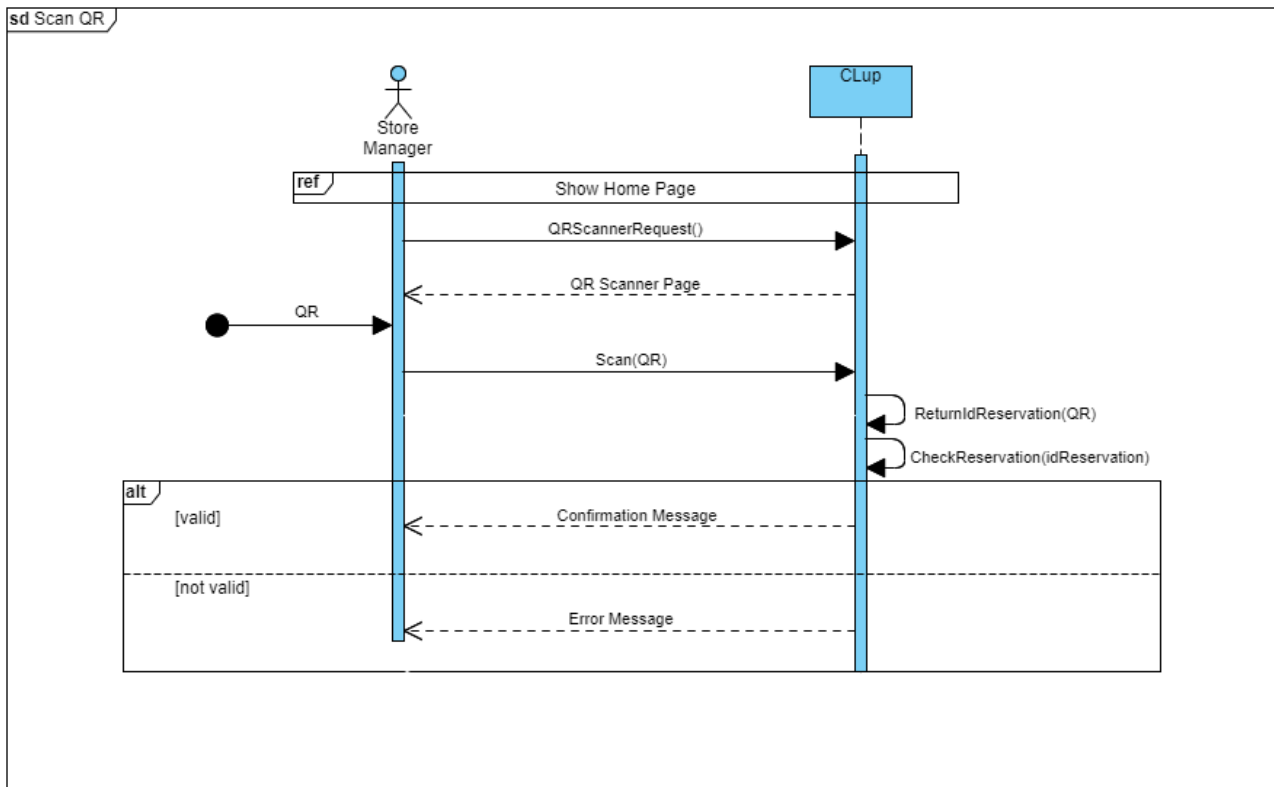 sd Scan QR
CLup
Store
Manager
ref
Show Home Page
QRScannerRequest()
QR Scanner Page
QR
Scan(QR)
ReturnIdReservation(QR)
CheckReservation(idReservation)
alt
[valid]
Confirmation Message
[not valid]
Error Message